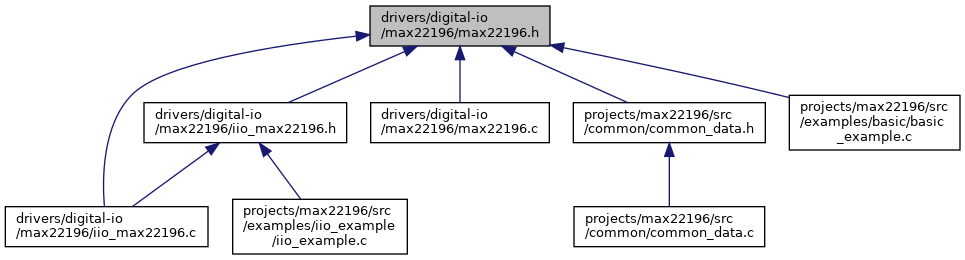 drivers/digital-io
/max22196/max22196.h
drivers/digital-io
/max22196/iio_max22196.h
drivers/digital-io
/max22196/max22196.c
projects/max22196/src
/common/common_data.h
projects/max22196/src
/examples/basic/basic
_example.c
drivers/digital-io
/max22196/iio_max22196.c
projects/max22196/src
/examples/iio_example
/iio_example.c
projects/max22196/src
/common/common_data.c